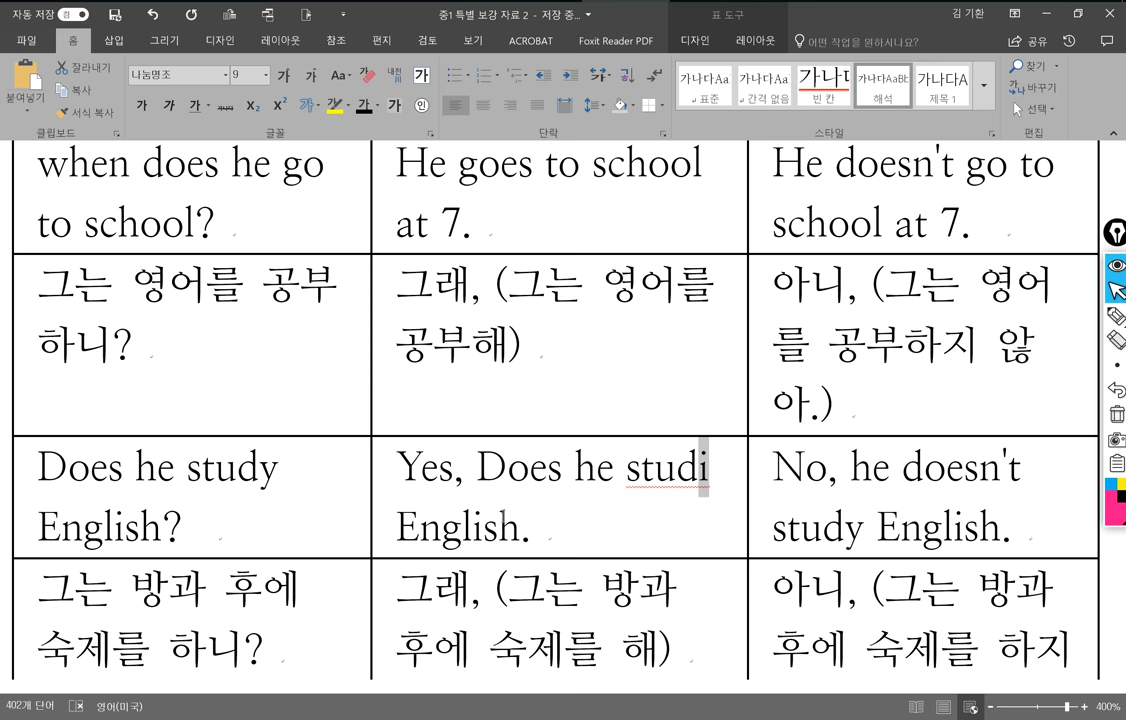 자동 저장 컴 중1 특별 보강 자료 2 - 저장 중... 표 도구 김 기환
파일 홈 삽입 그리기 디자인 레이아웃 참조 편지 검토 보기 ACROBAT Foxit Reader PDF 디자인 레이아웃 어떤 작업을 원하시나요? 공유
붙여넣기 잘라내기 복사 서식 복사
나눔명조 9
가나다Aa 가나다Aa 가나다 가나다AaBb 가나다A
표준 간격 없음 빈 칸 해석 제목 1
찾기 바꾸기 선택
클립보드 글꼴 단락 스타일 편집
when does he go
to school?
He goes to school
at 7.
He doesn't go to
school at 7.
그는 영어를 공부
하니?
그래, (그는 영어를
공부해)
아니, (그는 영어
를 공부하지 않
아.)
Does he study
English?
Yes, Does he studi
English.
No, he doesn't
study English.
그는 방과 후에
숙제를 하니?
그래, (그는 방과
후에 숙제를 해)
아니, (그는 방과
후에 숙제를 하지
402개 단어 영어(미국) 400%